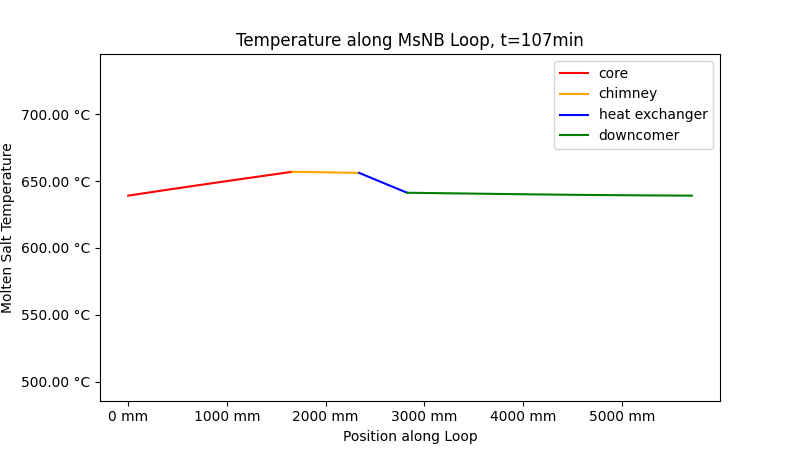 Temperature along MsNB Loop, t=107min
core
chimney
heat exchanger
downcomer
Molten Salt Temperature
700.00 °C
650.00 °C
600.00 °C
550.00 °C
500.00 °C
0 mm
1000 mm
2000 mm
3000 mm
4000 mm
5000 mm
Position along Loop